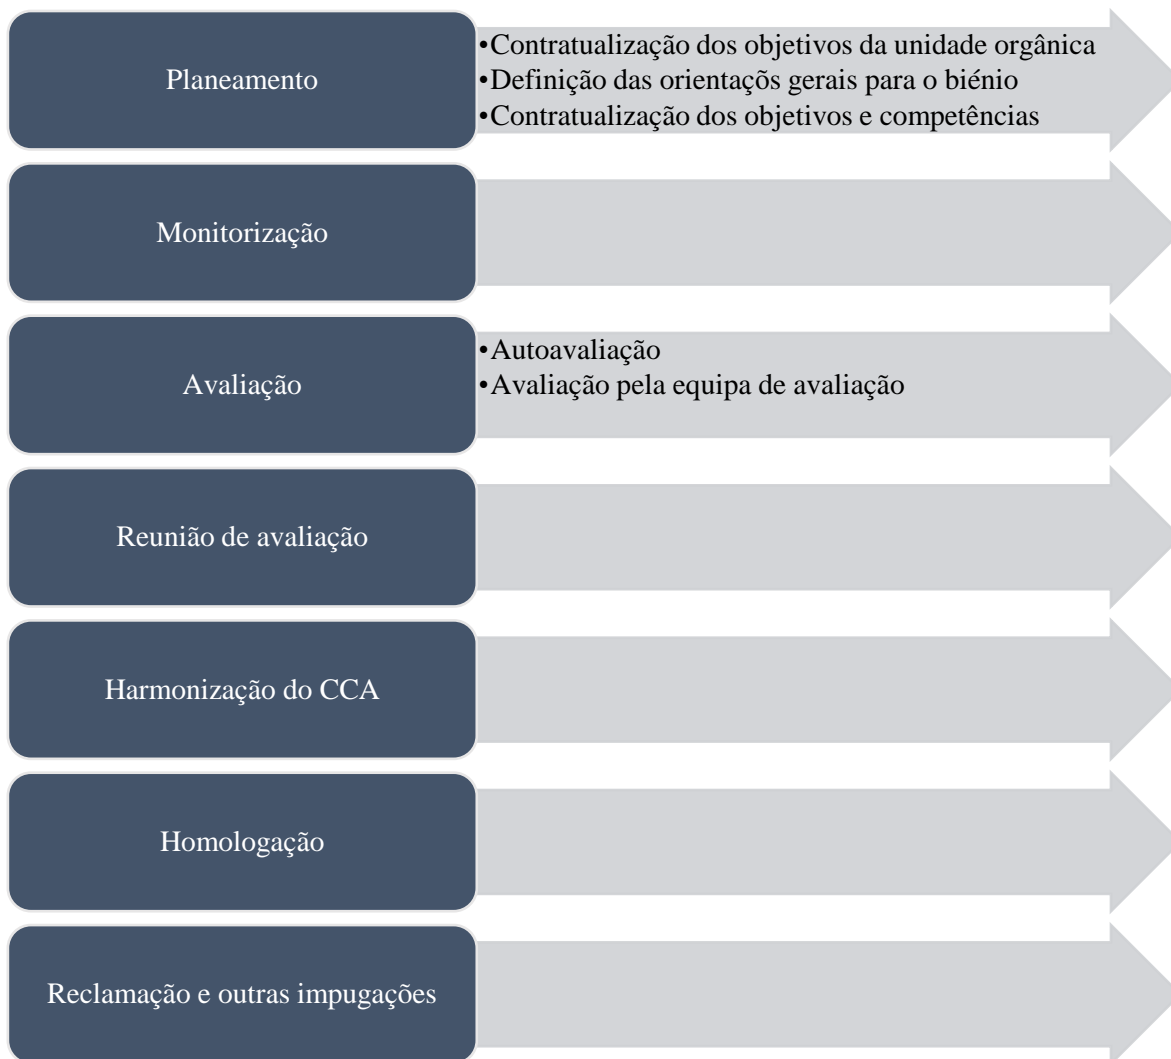 Planeamento
•Contratualização dos objetivos da unidade orgânica
•Definição das orientaçõs gerais para o biénio
•Contratualização dos objetivos e competências
Monitorização
Avaliação
•Autoavaliação
•Avaliação pela equipa de avaliação
Reunião de avaliação
Harmonização do CCA
Homologação
Reclamação e outras impugações